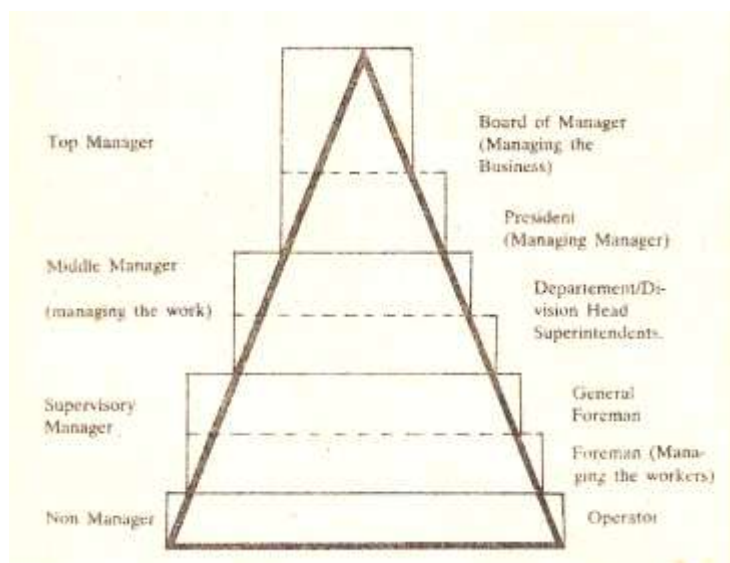 Top Manager
Board of Manager
(Managing the
Business)
President
(Managing Manager)
Middle Manager
(managing the work)
Departement/Di-
vision Head
Superintendents.
Supervisory
Manager
General
Foreman
Foreman (Mana-
ging the workers)
Non Manager
Operator